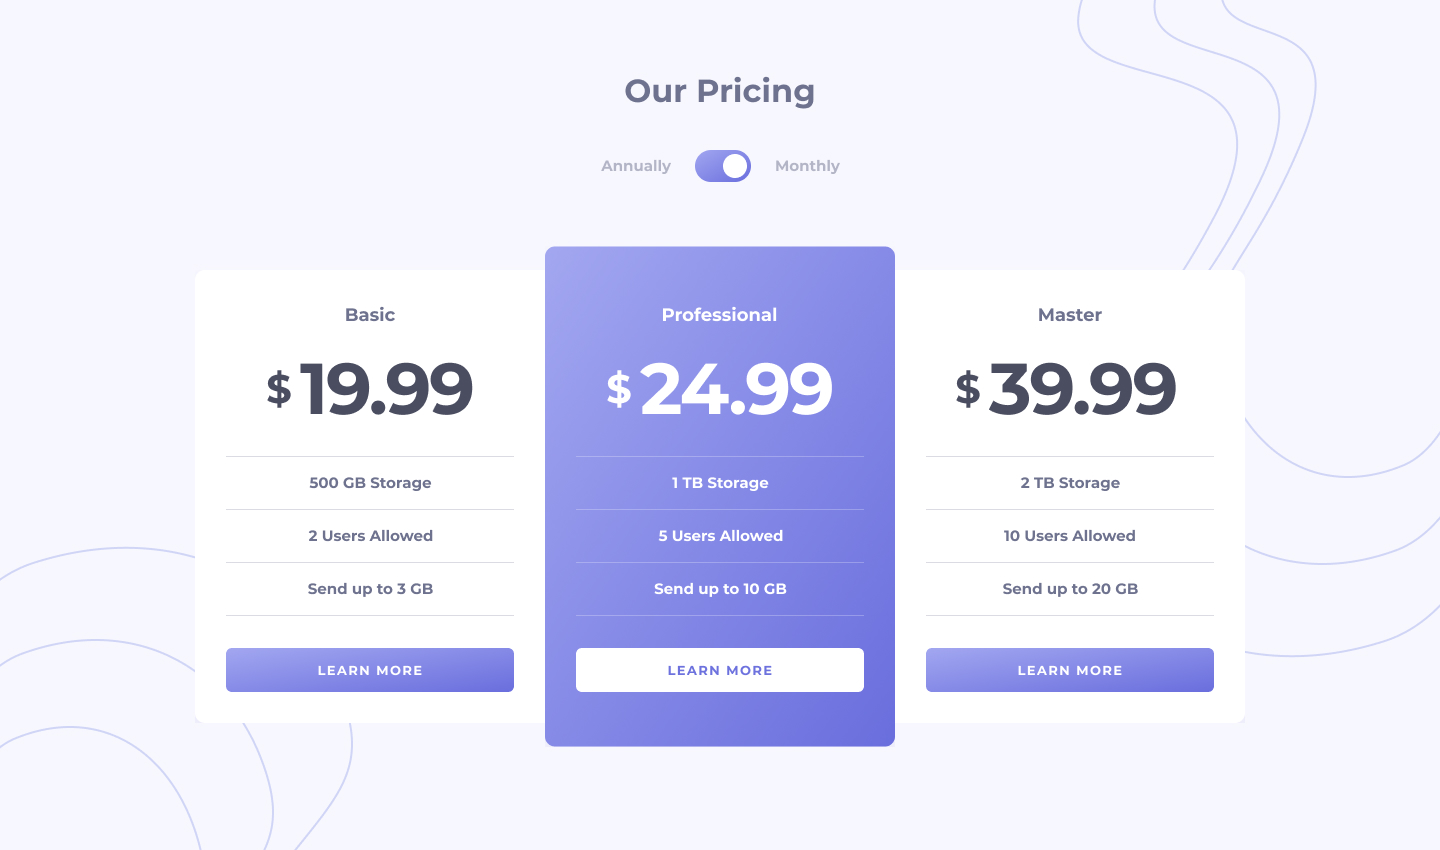 Our Pricing
Annually Monthly
Basic
$ 19.99
500 GB Storage
2 Users Allowed
Send up to 3 GB
LEARN MORE
Professional
$ 24.99
1 TB Storage
5 Users Allowed
Send up to 10 GB
LEARN MORE
Master
$ 39.99
2 TB Storage
10 Users Allowed
Send up to 20 GB
LEARN MORE